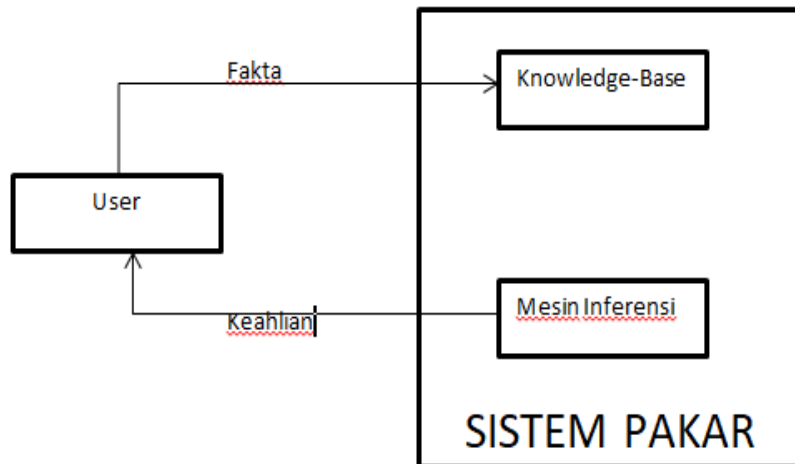 Fakta
Knowledge-Base
User
Mesin Inferensi
Keahlian
SISTEM PAKAR